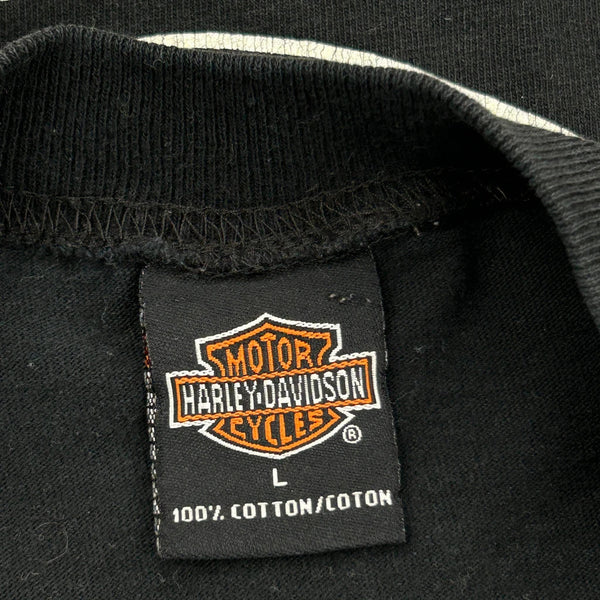 MOTOR
HARLEY-DAVIDSON
CYCLES
®
L
100% COTTON/COTON